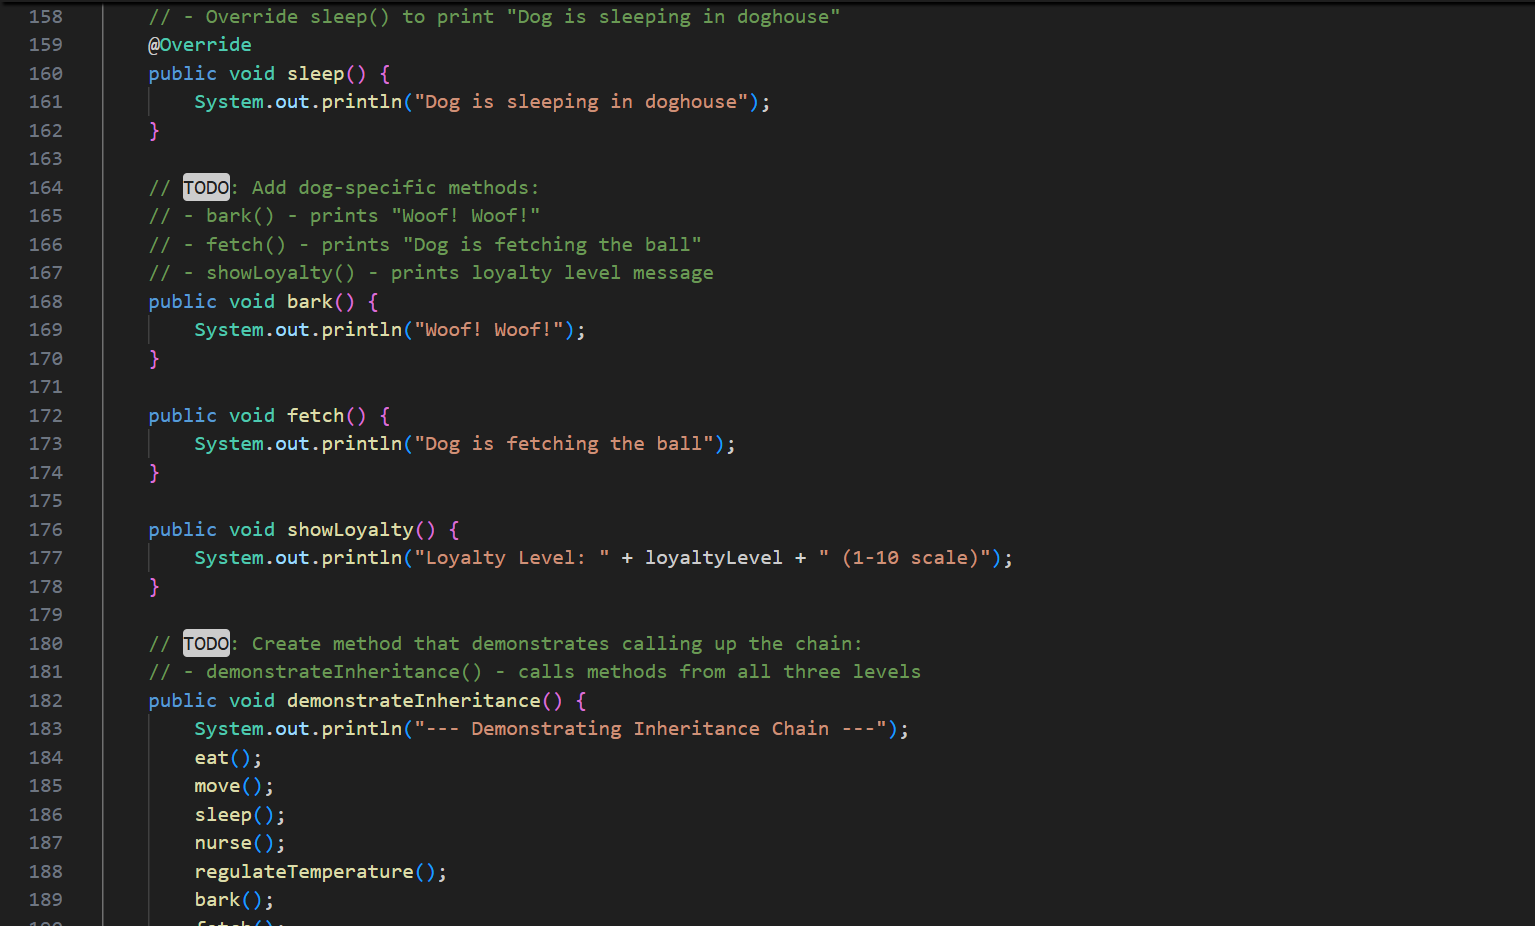 158 // - Override sleep() to print "Dog is sleeping in doghouse"
159 @Override
160 public void sleep() {
161 System.out.println("Dog is sleeping in doghouse");
162 }
163
164 // TODO: Add dog-specific methods:
165 // - bark() - prints "Woof! Woof!"
166 // - fetch() - prints "Dog is fetching the ball"
167 // - showLoyalty() - prints loyalty level message
168 public void bark() {
169 System.out.println("Woof! Woof!");
170 }
171
172 public void fetch() {
173 System.out.println("Dog is fetching the ball");
174 }
175
176 public void showLoyalty() {
177 System.out.println("Loyalty Level: " + loyaltyLevel + " (1-10 scale)");
178 }
179
180 // TODO: Create method that demonstrates calling up the chain:
181 // - demonstrateInheritance() - calls methods from all three levels
182 public void demonstrateInheritance() {
183 System.out.println("--- Demonstrating Inheritance Chain ---");
184 eat();
185 move();
186 sleep();
187 nurse();
188 regulateTemperature();
189 bark();
190 fetch();